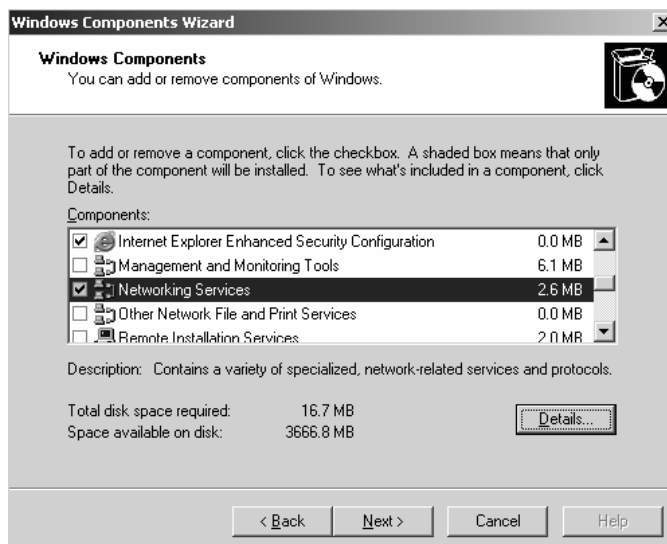 Windows Components Wizard
Windows Components
You can add or remove components of Windows.
To add or remove a component, click the checkbox. A shaded box means that only
part of the component will be installed. To see what's included in a component, click
Details.
Components:
Internet Explorer Enhanced Security Configuration 0.0 MB
Management and Monitoring Tools 6.1 MB
Networking Services 2.6 MB
Other Network File and Print Services 0.0 MB
Remote Installation Services 2.0 MB
Description: Contains a variety of specialized, network-related services and protocols.
Total disk space required: 16.7 MB
Space available on disk: 3666.8 MB
Details...
< Back Next > Cancel Help